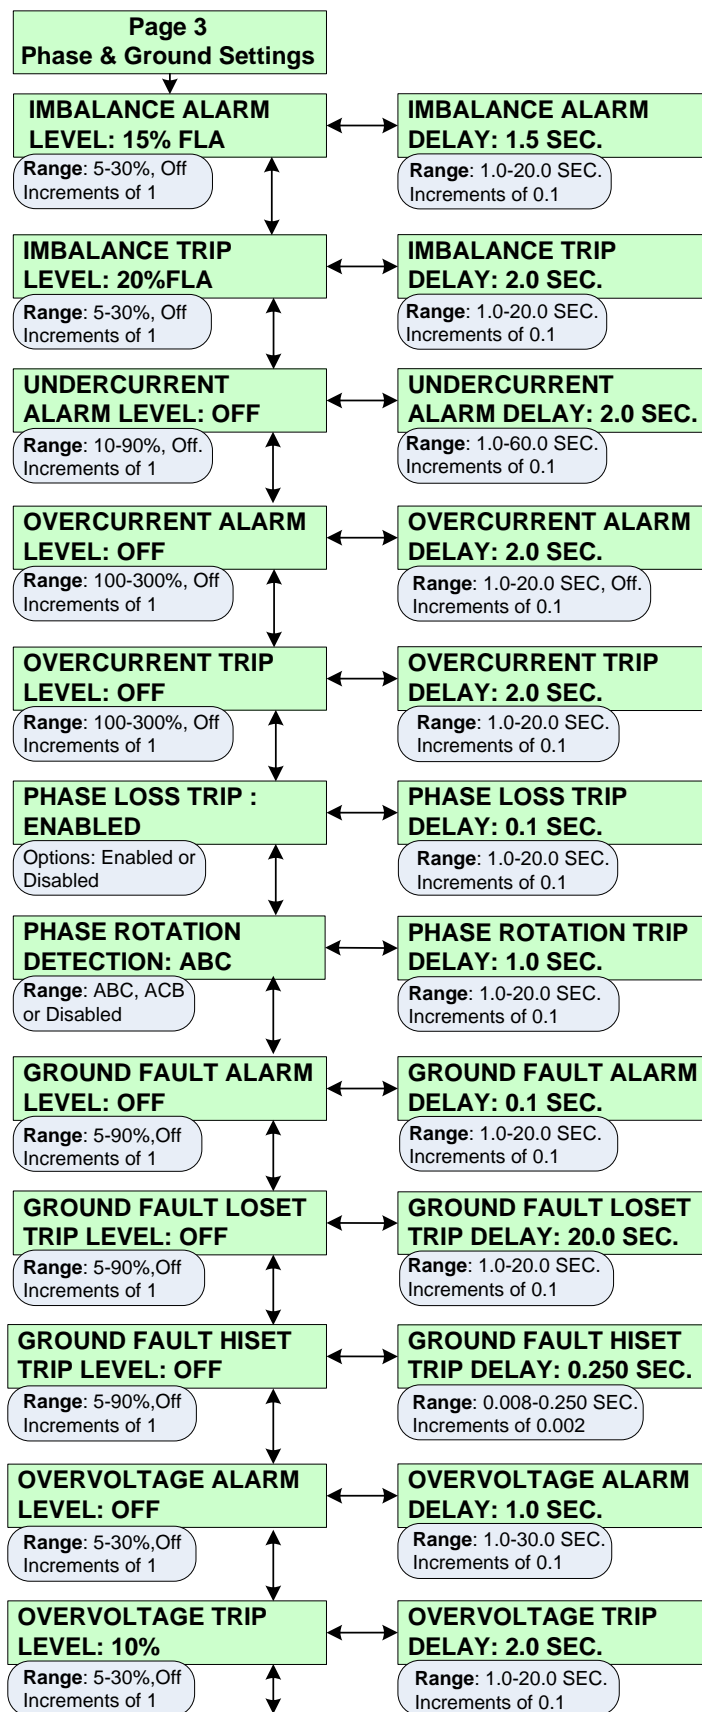 Page 3
Phase & Ground Settings
IMBALANCE ALARM
LEVEL: 15% FLA
Range: 5-30%, Off
Increments of 1
IMBALANCE ALARM
DELAY: 1.5 SEC.
Range: 1.0-20.0 SEC.
Increments of 0.1
IMBALANCE TRIP
LEVEL: 20%FLA
Range: 5-30%, Off
Increments of 1
IMBALANCE TRIP
DELAY: 2.0 SEC.
Range: 1.0-20.0 SEC.
Increments of 0.1
UNDERCURRENT
ALARM LEVEL: OFF
Range: 10-90%, Off.
Increments of 1
UNDERCURRENT
ALARM DELAY: 2.0 SEC.
Range: 1.0-60.0 SEC.
Increments of 0.1
OVERCURRENT ALARM
LEVEL: OFF
Range: 100-300%, Off
Increments of 1
OVERCURRENT ALARM
DELAY: 2.0 SEC.
Range: 1.0-20.0 SEC, Off.
Increments of 0.1
OVERCURRENT TRIP
LEVEL: OFF
Range: 100-300%, Off
Increments of 1
OVERCURRENT TRIP
DELAY: 2.0 SEC.
Range: 1.0-20.0 SEC.
Increments of 0.1
PHASE LOSS TRIP :
ENABLED
Options: Enabled or
Disabled
PHASE LOSS TRIP
DELAY: 0.1 SEC.
Range: 1.0-20.0 SEC.
Increments of 0.1
PHASE ROTATION
DETECTION: ABC
Range: ABC, ACB
or Disabled
PHASE ROTATION TRIP
DELAY: 1.0 SEC.
Range: 1.0-20.0 SEC.
Increments of 0.1
GROUND FAULT ALARM
LEVEL: OFF
Range: 5-90%,Off
Increments of 1
GROUND FAULT ALARM
DELAY: 0.1 SEC.
Range: 1.0-20.0 SEC.
Increments of 0.1
GROUND FAULT LOSET
TRIP LEVEL: OFF
Range: 5-90%,Off
Increments of 1
GROUND FAULT LOSET
TRIP DELAY: 20.0 SEC.
Range: 1.0-20.0 SEC.
Increments of 0.1
GROUND FAULT HISET
TRIP LEVEL: OFF
Range: 5-90%,Off
Increments of 1
GROUND FAULT HISET
TRIP DELAY: 0.250 SEC.
Range: 0.008-0.250 SEC.
Increments of 0.002
OVERVOLTAGE ALARM
LEVEL: OFF
Range: 5-30%,Off
Increments of 1
OVERVOLTAGE ALARM
DELAY: 1.0 SEC.
Range: 1.0-30.0 SEC.
Increments of 0.1
OVERVOLTAGE TRIP
LEVEL: 10%
Range: 5-30%,Off
Increments of 1
OVERVOLTAGE TRIP
DELAY: 2.0 SEC.
Range: 1.0-20.0 SEC.
Increments of 0.1